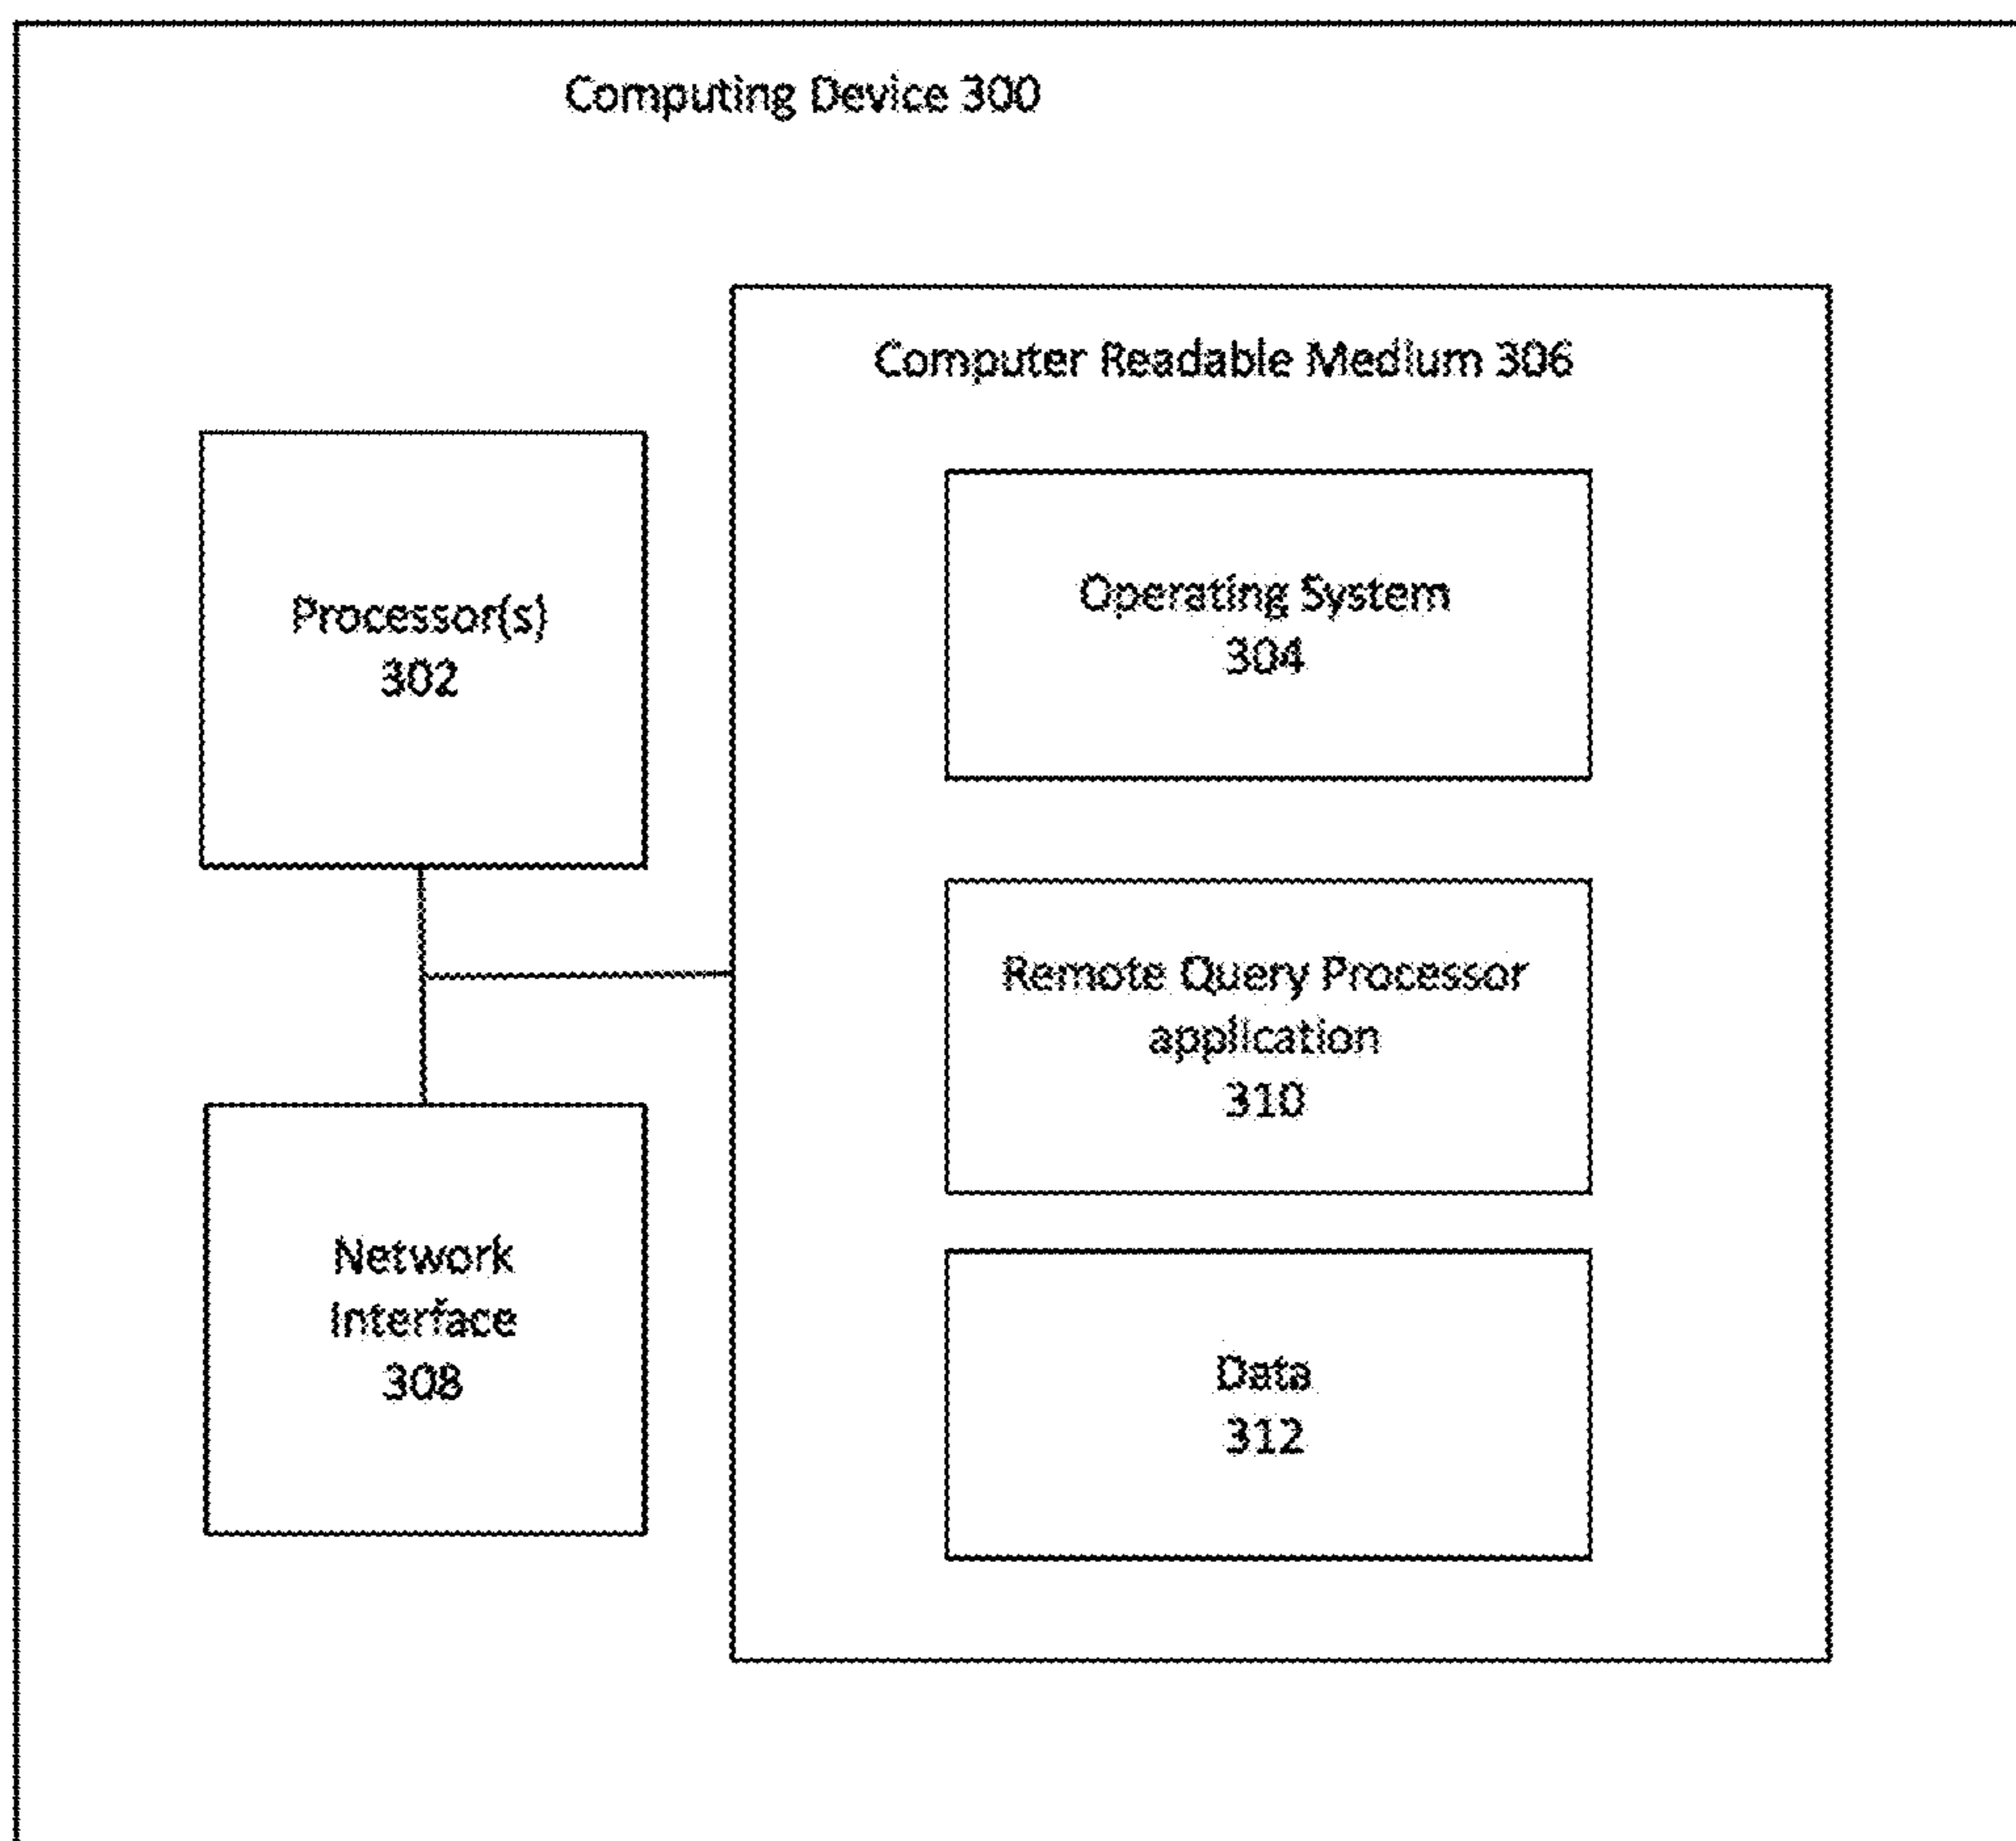 Computing Device 300
Computer Readable Medium 306
Processor(s)
302
Operating System
304
Remote Query Processor
application
310
Network
Interface
308
Data
312